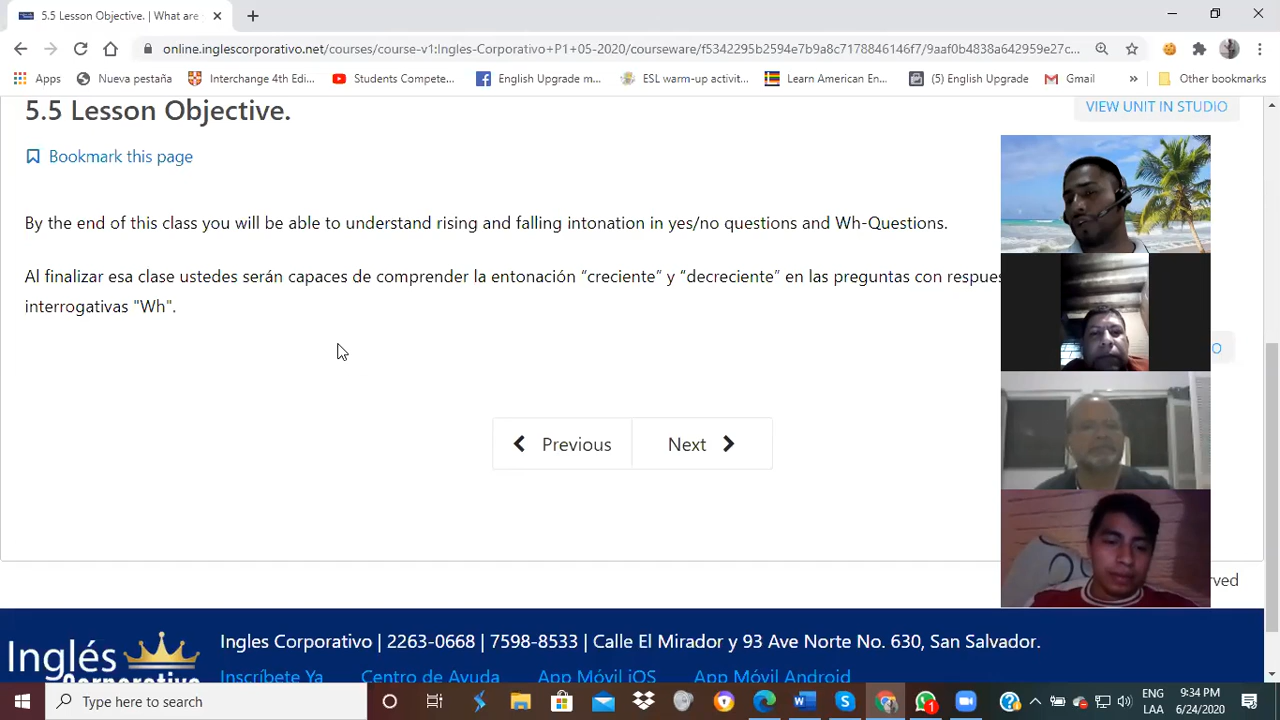 5.5 Lesson Objective. | What are
online.inglescorporativo.net/courses/course-v1:Ingles-Corporativo+P1+05-2020/courseware/f5342295b2594e7b9a8c7178846146f7/9aaf0b4838a642959e27c...
Apps Nueva pestaña Interchange 4th Edi... Students Compete... English Upgrade m... ESL warm-up activit... Learn American En... (5) English Upgrade Gmail » Other bookmarks
5.5 Lesson Objective.
VIEW UNIT IN STUDIO
Bookmark this page
By the end of this class you will be able to understand rising and falling intonation in yes/no questions and Wh-Questions.
Al finalizar esa clase ustedes serán capaces de comprender la entonación “creciente” y “decreciente” en las preguntas con respues
interrogativas "Wh".
O
Previous Next
rved
Ingles Corporativo | 2263-0668 | 7598-8533 | Calle El Mirador y 93 Ave Norte No. 630, San Salvador.
Inglés
Corporativo
Inscríbete Ya Centro de Ayuda App Móvil iOS App Móvil Android
Type here to search
1
ENG
LAA
9:34 PM
6/24/2020